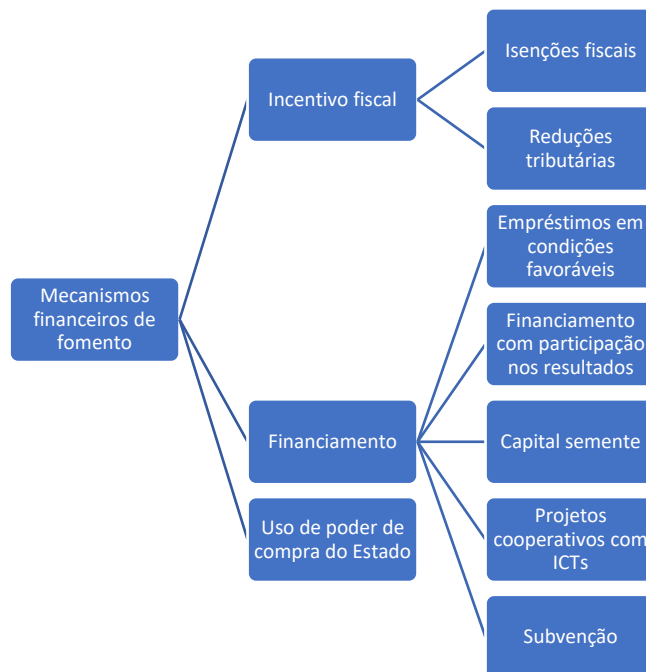 Mecanismos
financeiros de
fomento
Incentivo fiscal
Isenções fiscais
Reduções
tributárias
Financiamento
Empréstimos em
condições
favoráveis
Financiamento
com participação
nos resultados
Capital semente
Projetos
cooperativos com
ICTs
Subvenção
Uso de poder de
compra do Estado